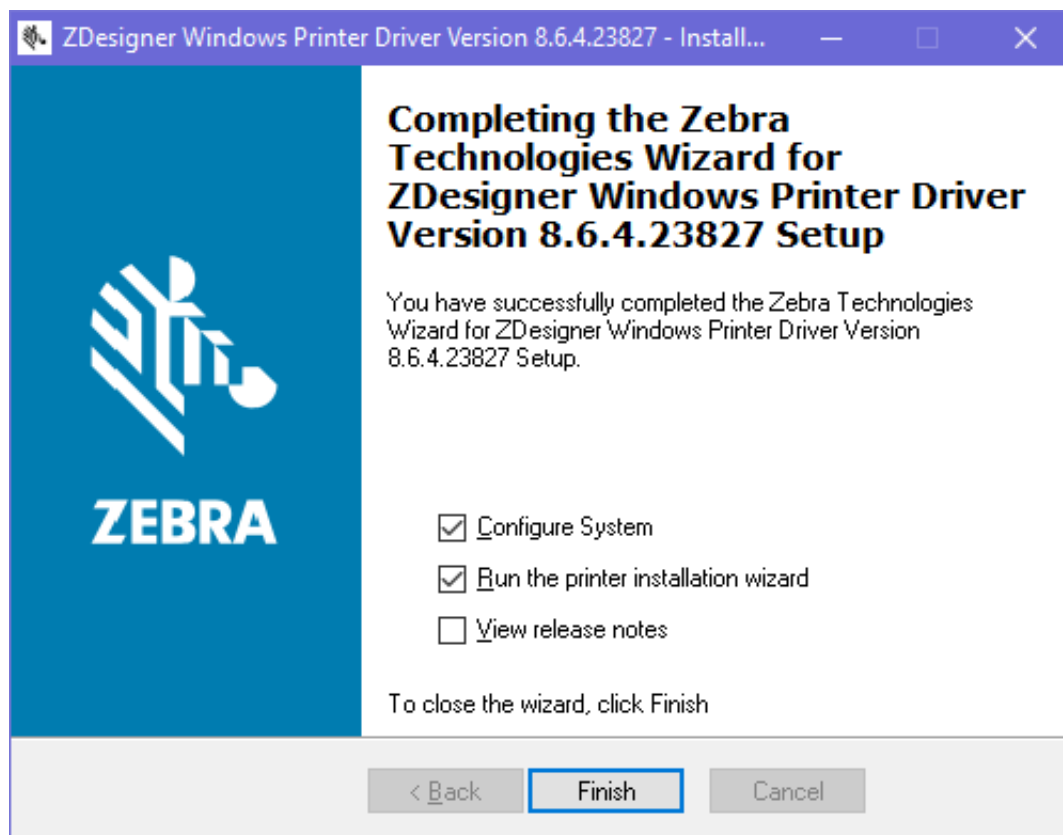 ZDesigner Windows Printer Driver Version 8.6.4.23827 - Install...
Completing the Zebra
Technologies Wizard for
ZDesigner Windows Printer Driver
Version 8.6.4.23827 Setup
You have successfully completed the Zebra Technologies
Wizard for ZDesigner Windows Printer Driver Version
8.6.4.23827 Setup.
ZEBRA
Configure System
Run the printer installation wizard
View release notes
To close the wizard, click Finish
< Back
Finish
Cancel